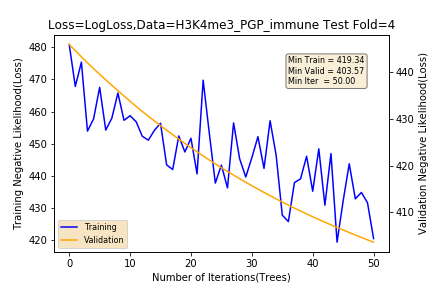 Loss=LogLoss,Data=H3K4me3_PGP_immune Test Fold=4
Training Negative Likelihood(Loss)
480
470
460
450
440
430
420
Min Train = 419.34
Min Valid = 403.57
Min Iter  = 50.00
Training
Validation
440
430
420
410
Validation Negative Likelihood(Loss)
0
10
20
30
40
50
Number of Iterations(Trees)